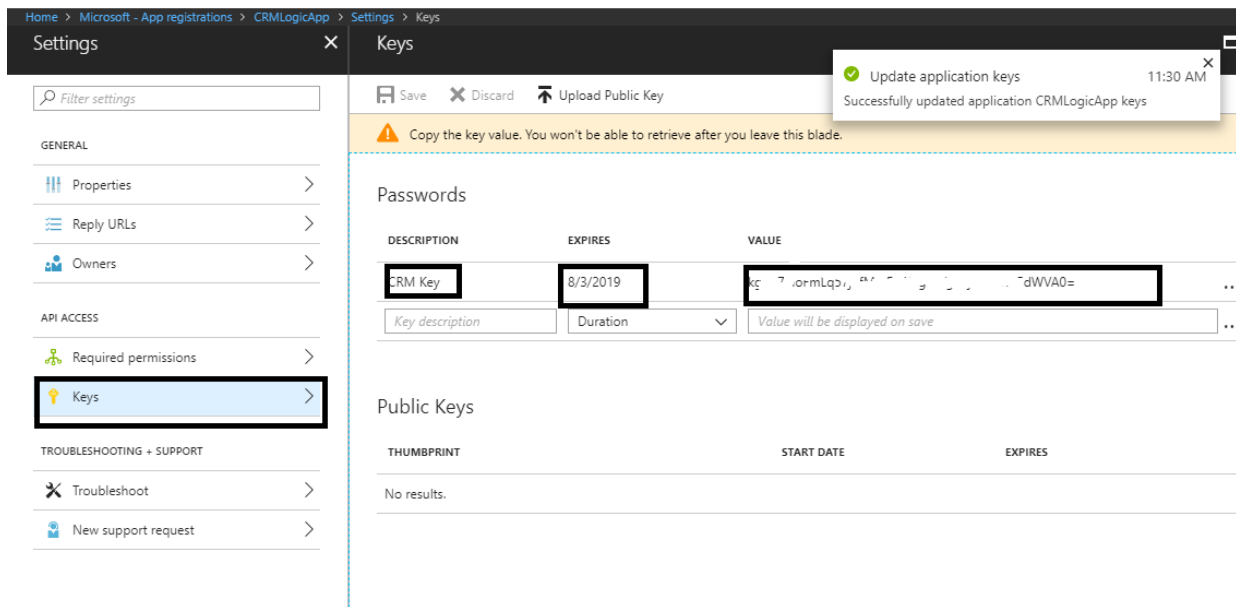 Home > Microsoft - App registrations > CRMLogicApp > Settings > Keys
Settings
Keys
Update application keys 11:30 AM
Successfully updated application CRMLogicApp keys
Filter settings
Save Discard Upload Public Key
Copy the key value. You won't be able to retrieve after you leave this blade.
GENERAL
Properties
Reply URLs
Owners
API ACCESS
Required permissions
Keys
TROUBLESHOOTING + SUPPORT
Troubleshoot
New support request
Passwords
DESCRIPTION EXPIRES VALUE
CRM Key 8/3/2019
Key description Duration Value will be displayed on save
Public Keys
THUMBPRINT START DATE EXPIRES
No results.